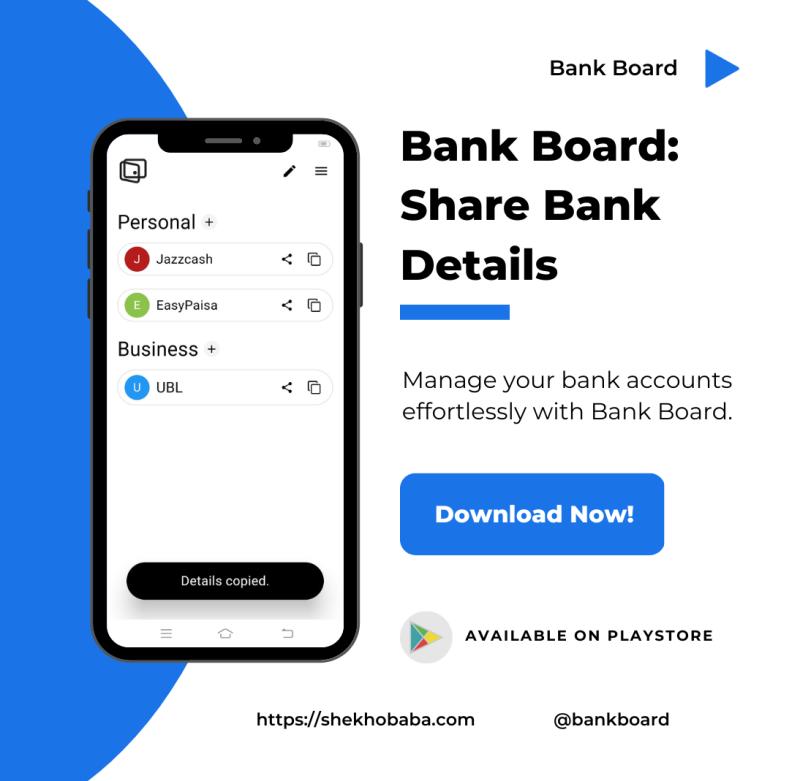 Bank Board
Bank Board:
Share Bank
Details
Personal +
J Jazzcash
E EasyPaisa
Business +
U UBL
Details copied.
Manage your bank accounts
effortlessly with Bank Board.
Download Now!
AVAILABLE ON PLAYSTORE
https://shekhobaba.com
@bankboard